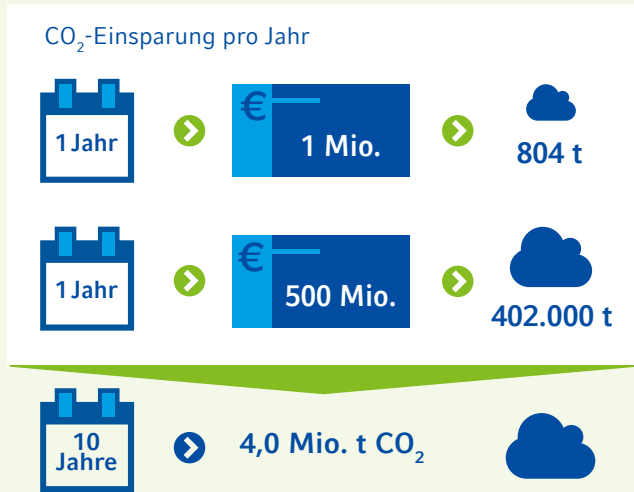 CO₂-Einsparung pro Jahr
1 Jahr
€
1 Mio.
804 t
1 Jahr
€
500 Mio.
402.000 t
10
Jahre
4,0 Mio. t CO₂